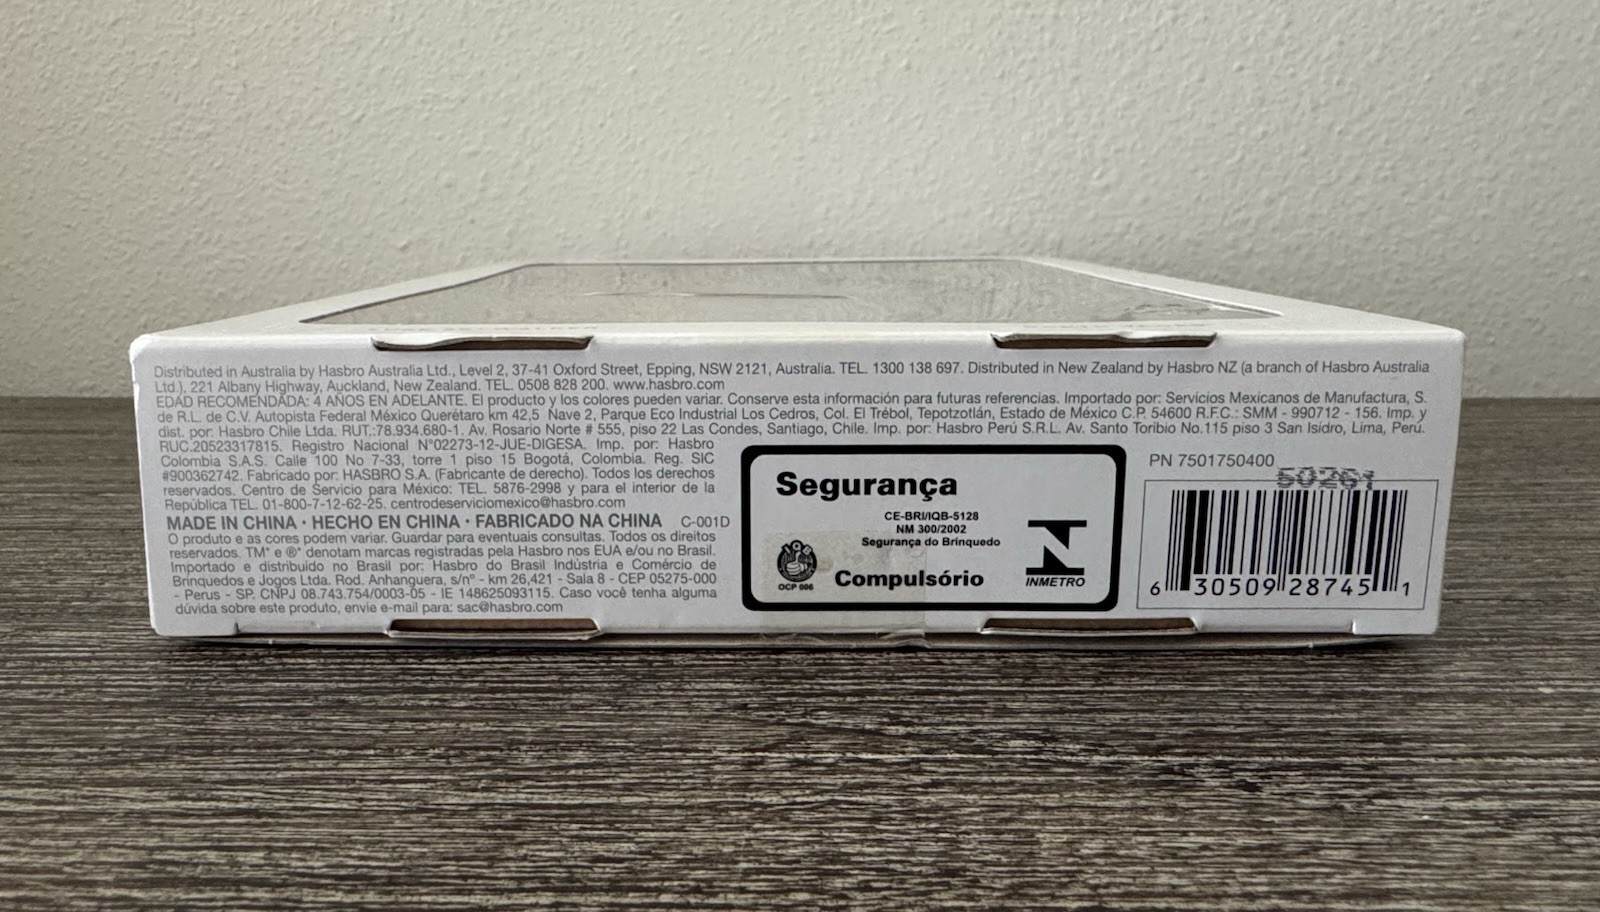 Distributed in Australia by Hasbro Australia Ltd., Level 2, 37-41 Oxford Street, Epping, NSW 2121, Australia. TEL. 1300 138 697. Distributed in New Zealand by Hasbro NZ (a branch of Hasbro Australia
Ltd.), 221 Albany Highway, Auckland, New Zealand. TEL. 0508 828 200. www.hasbro.com
EDAD RECOMENDADA: 4 AÑOS EN ADELANTE. El producto y los colores pueden variar. Conserve esta información para futuras referencias. Importado por: Servicios Mexicanos de Manufactura, S.
de R.L. de C.V. Autopista Federal México Querétaro km 42,5 Nave 2, Parque Eco Industrial Los Cedros, Col. El Trébol, Tepotzotlán, Estado de México C.P. 54600 R.F.C.: SMM - 990712 - 156. Imp. y
dist. por: Hasbro Chile Ltda. RUT.:78.934.680-1. Av. Rosario Norte # 555, piso 22 Las Condes, Santiago, Chile. Imp. por: Hasbro Perú S.R.L. Av. Santo Toribio No.115 piso 3 San Isidro, Lima, Perú.
RUC.20523317815. Registro Nacional N°02273-12-JUE-DIGESA. Imp. por: Hasbro
Colombia S.A.S. Calle 100 No 7-33, torre 1 piso 15 Bogotá, Colombia. Reg. SIC
#900362742. Fabricado por: HASBRO S.A. (Fabricante de derecho). Todos los derechos
reservados. Centro de Servicio para México: TEL. 5876-2998 y para el interior de la
República TEL. 01-800-7-12-62-25. centrodeserviciomexico@hasbro.com
MADE IN CHINA · HECHO EN CHINA · FABRICADO NA CHINA C-001D
O produto e as cores podem variar. Guardar para eventuais consultas. Todos os direitos
reservados. TM* e ®* denotam marcas registradas pela Hasbro nos EUA e/ou no Brasil.
Importado e distribuído no Brasil por: Hasbro do Brasil Indústria e Comércio de
Brinquedos e Jogos Ltda. Rod. Anhanguera, s/nº - km 26,421 - Sala 8 - CEP 05275-000
- Perus - SP. CNPJ 08.743.754/0003-05 - IE 148625093115. Caso você tenha alguma
dúvida sobre este produto, envie e-mail para: sac@hasbro.com
Segurança
CE-BRI/IQB-5128
NM 300/2002
Segurança do Brinquedo
IQB
OCP 006
Compulsório
INMETRO
PN 7501750400
50261
6 30509 28745 1